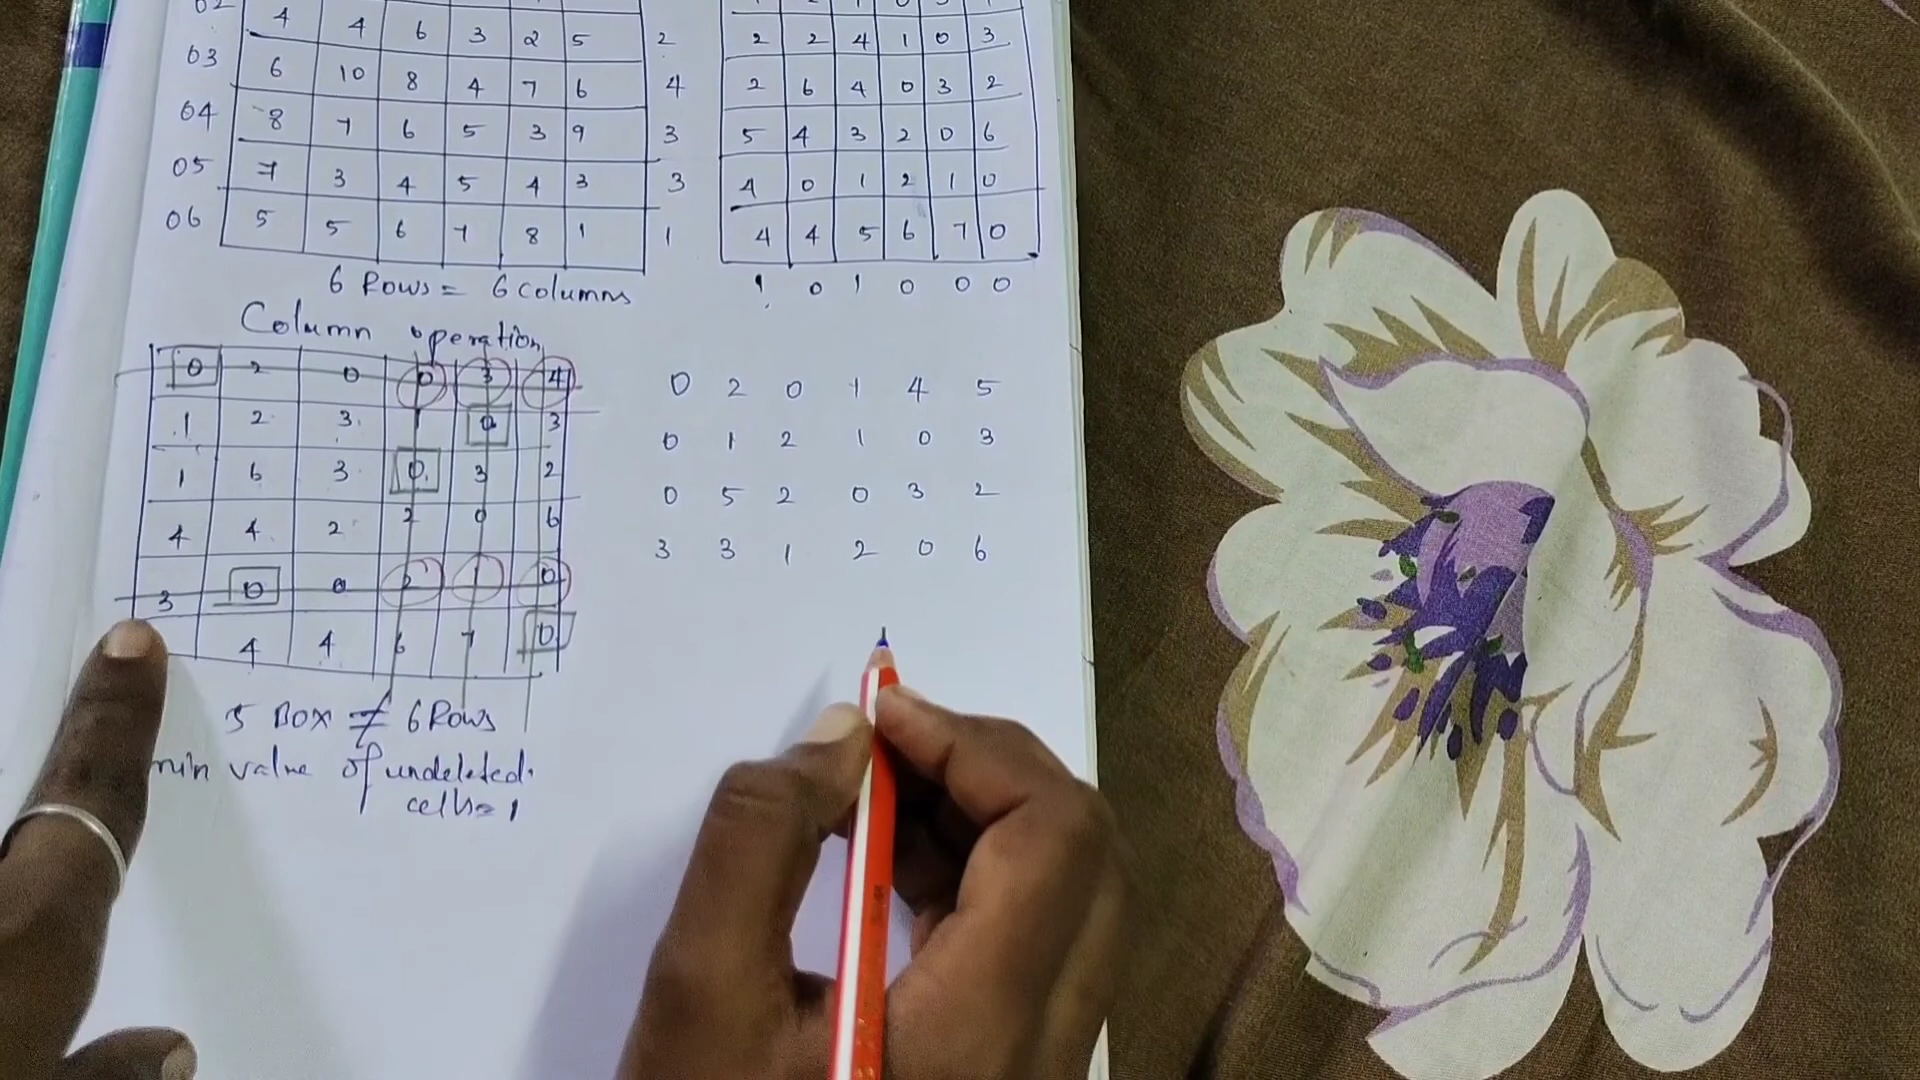 03 4 4 6 3 2 5 2
04 6 10 8 4 7 6 4
8 7 6 5 3 9 3
05 7 3 4 5 4 3 3
06 5 5 6 7 8 1 1
6 Rows = 6 columns
2 2 4 1 0 3
2 6 4 0 3 2
5 4 3 2 0 6
4 0 1 2 1 0
4 4 5 6 7 0
1 0 1 0 0 0
Column operation
0 2 0 0 3 4
1 2 3 1 0 3
1 6 3 0 3 2
4 4 2 2 0 6
3 0 0 2 1 0
4 4 6 7 0
5 Box ≠ 6 Rows
min value of undeleted
cells = 1
0 2 0 1 4 5
0 1 2 1 0 3
0 5 2 0 3 2
3 3 1 2 0 6